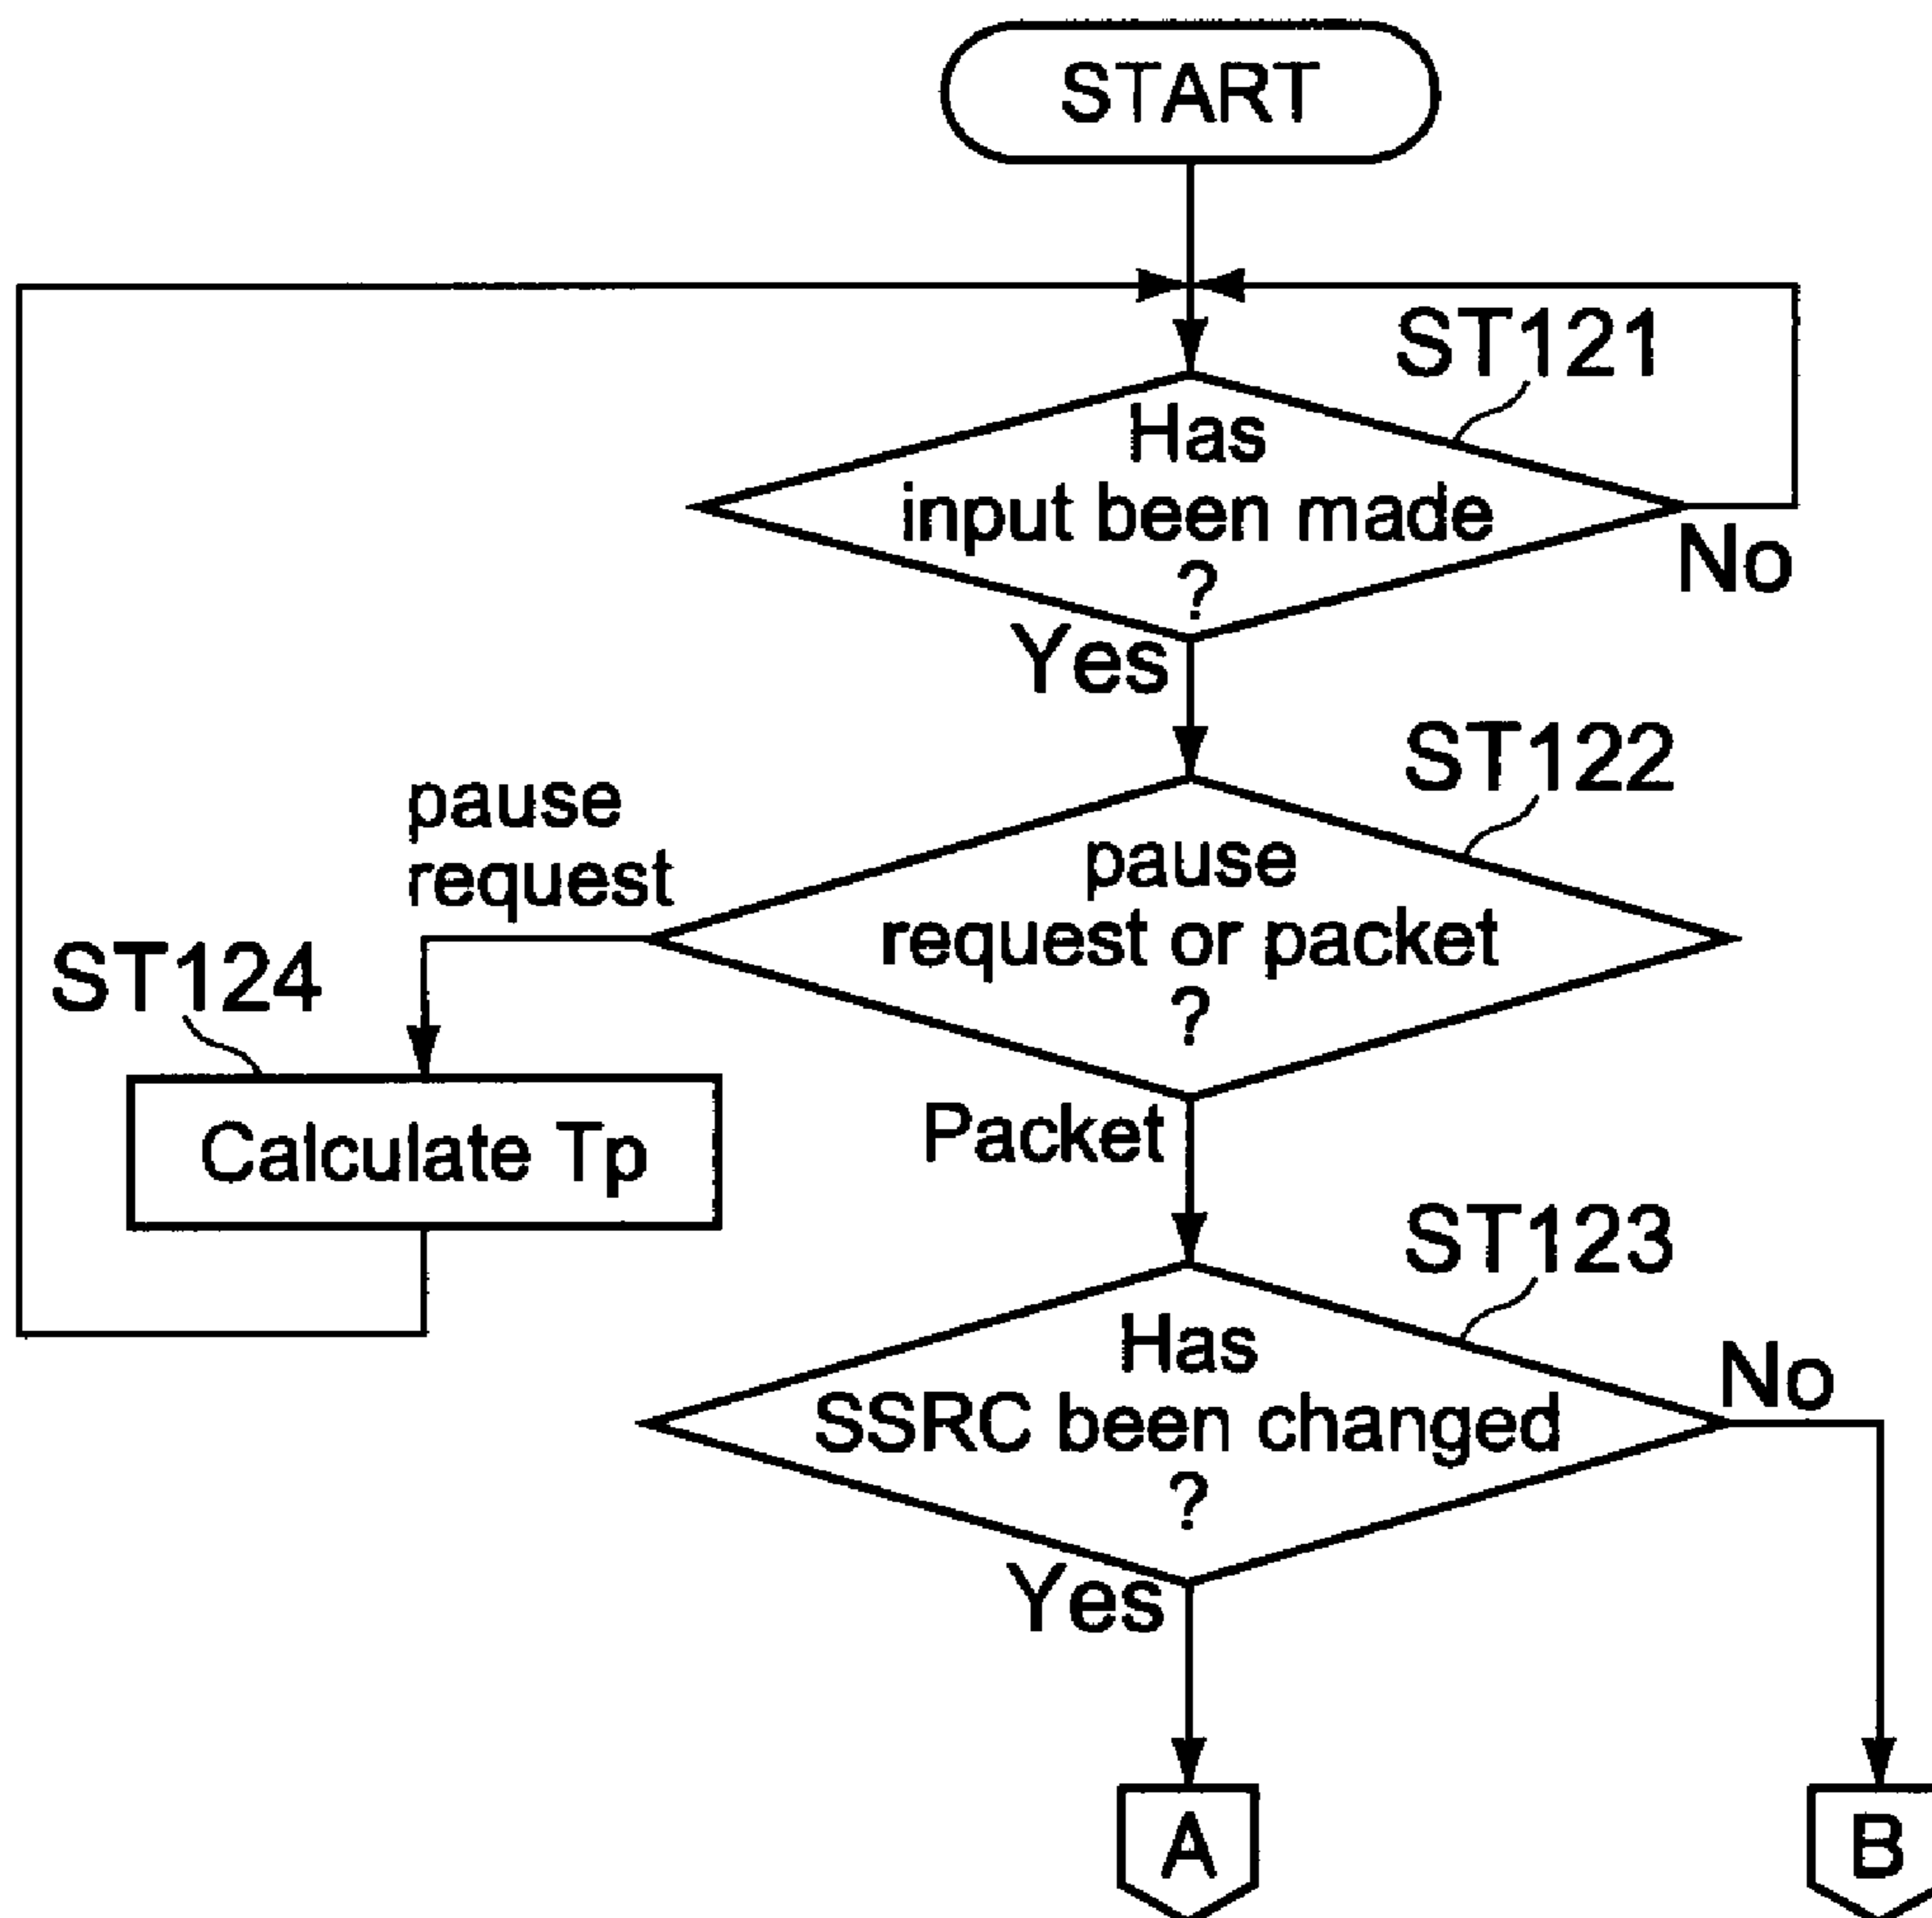 START
ST121
Has
input been made
?
No
Yes
ST122
pause
request
pause
request or packet
?
ST124
Calculate Tp
Packet
ST123
Has
SSRC been changed
?
No
Yes
A
B